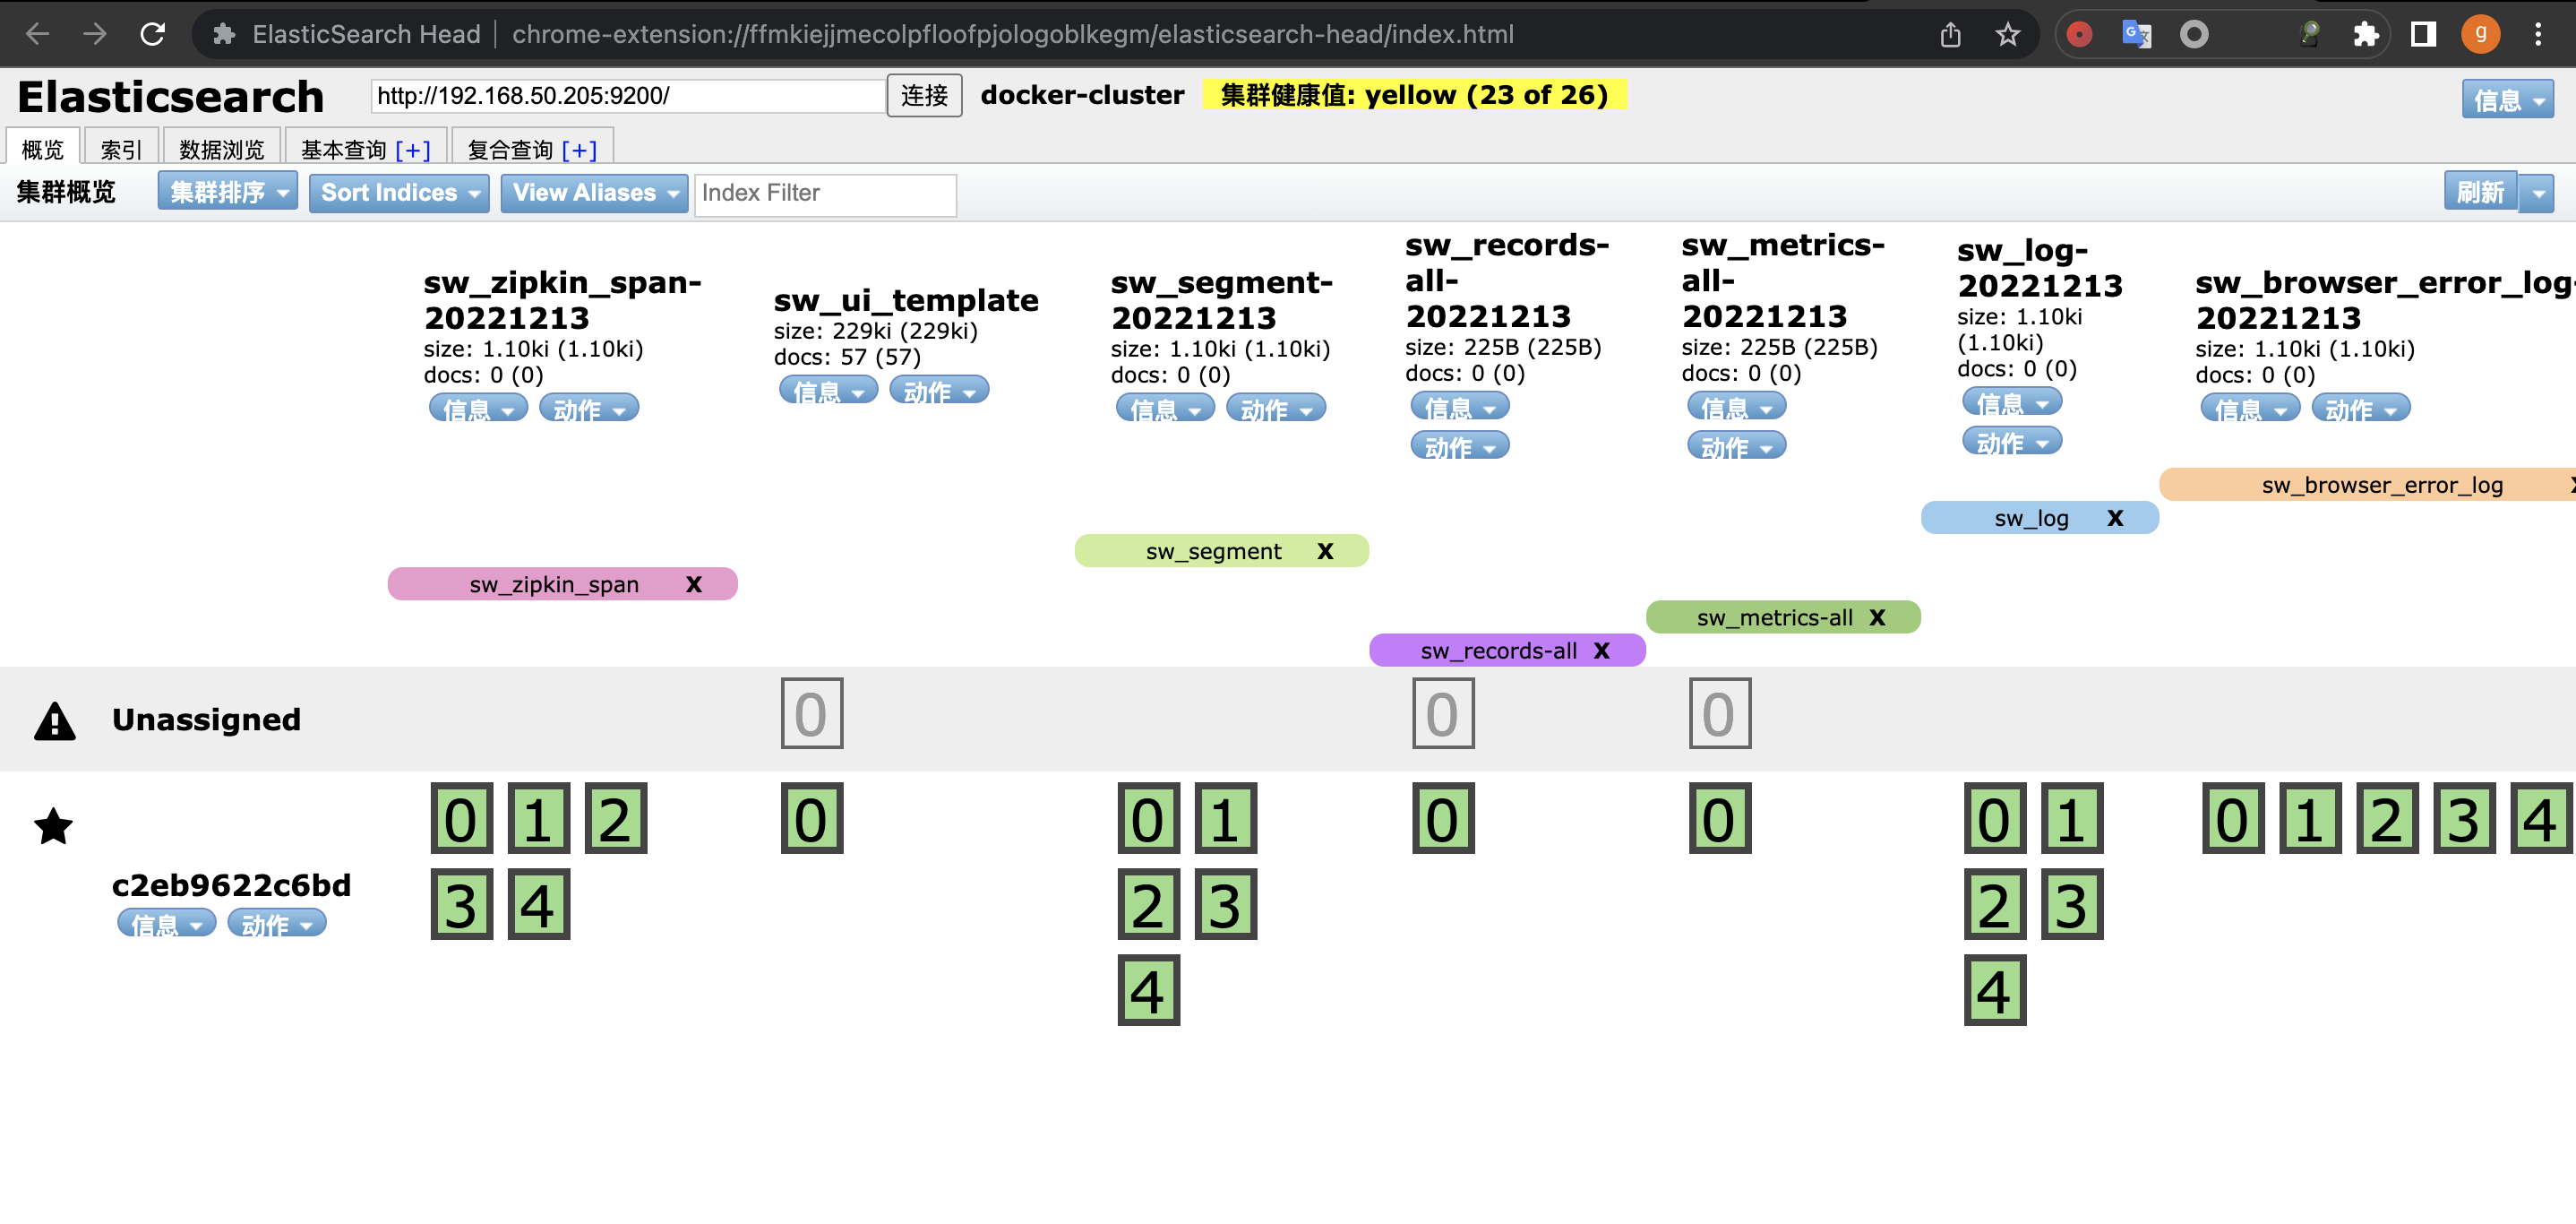 ElasticSearch Head | chrome-extension://ffmkiejjmecolpfloofpjologoblkegm/elasticsearch-head/index.html
g
Elasticsearch http://192.168.50.205:9200/ 连接 docker-cluster 集群健康值: yellow (23 of 26) 信息
概览 索引 数据浏览 基本查询 [+] 复合查询 [+]
集群概览 集群排序 Sort Indices View Aliases Index Filter 刷新
sw_zipkin_span-
20221213
size: 1.10ki (1.10ki)
docs: 0 (0)
信息 动作
sw_ui_template
size: 229ki (229ki)
docs: 57 (57)
信息 动作
sw_segment-
20221213
size: 1.10ki (1.10ki)
docs: 0 (0)
信息 动作
sw_records-
all-
20221213
size: 225B (225B)
docs: 0 (0)
信息
动作
sw_metrics-
all-
20221213
size: 225B (225B)
docs: 0 (0)
信息
动作
sw_log-
20221213
size: 1.10ki
(1.10ki)
docs: 0 (0)
信息
动作
sw_browser_error_log-
20221213
size: 1.10ki (1.10ki)
docs: 0 (0)
信息 动作
sw_browser_error_log X
sw_log X
sw_segment X
sw_zipkin_span X
sw_metrics-all X
sw_records-all X
Unassigned 0 0 0
0 1 2 0 0 1 0 0 0 1 0 1 2 3 4
c2eb9622c6bd 3 4 2 3 2 3
信息 动作
4 4